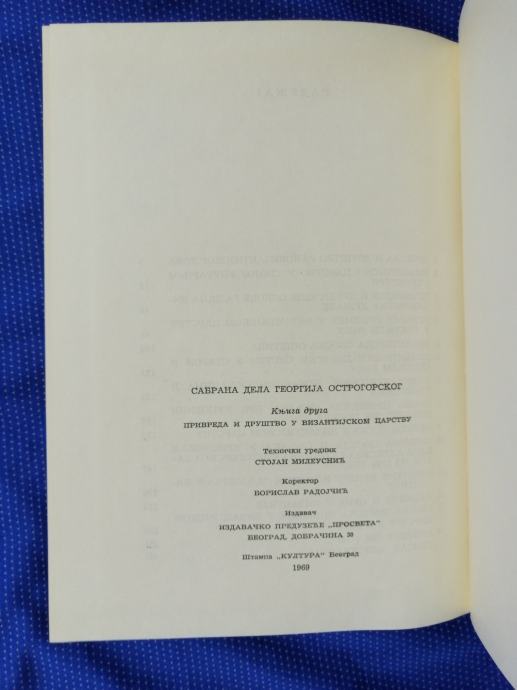 САБРАНА ДЕЛА ГЕОРГИЈА ОСТРОГОРСКОГ
Књига друга
ПРИВРЕДА И ДРУШТВО У ВИЗАНТИЈСКОМ ЦАРСТВУ
Технички уредник
СТОЈАН МИЛЕУСНИЋ
Коректор
БОРИСЛАВ РАДОЈЧИЋ
Издавач
ИЗДАВАЧКО ПРЕДУЗЕЋЕ „ПРОСВЕТА"
БЕОГРАД, ДОБРАЧИНА 30
Штампа „КУЛТУРА" Београд
1969